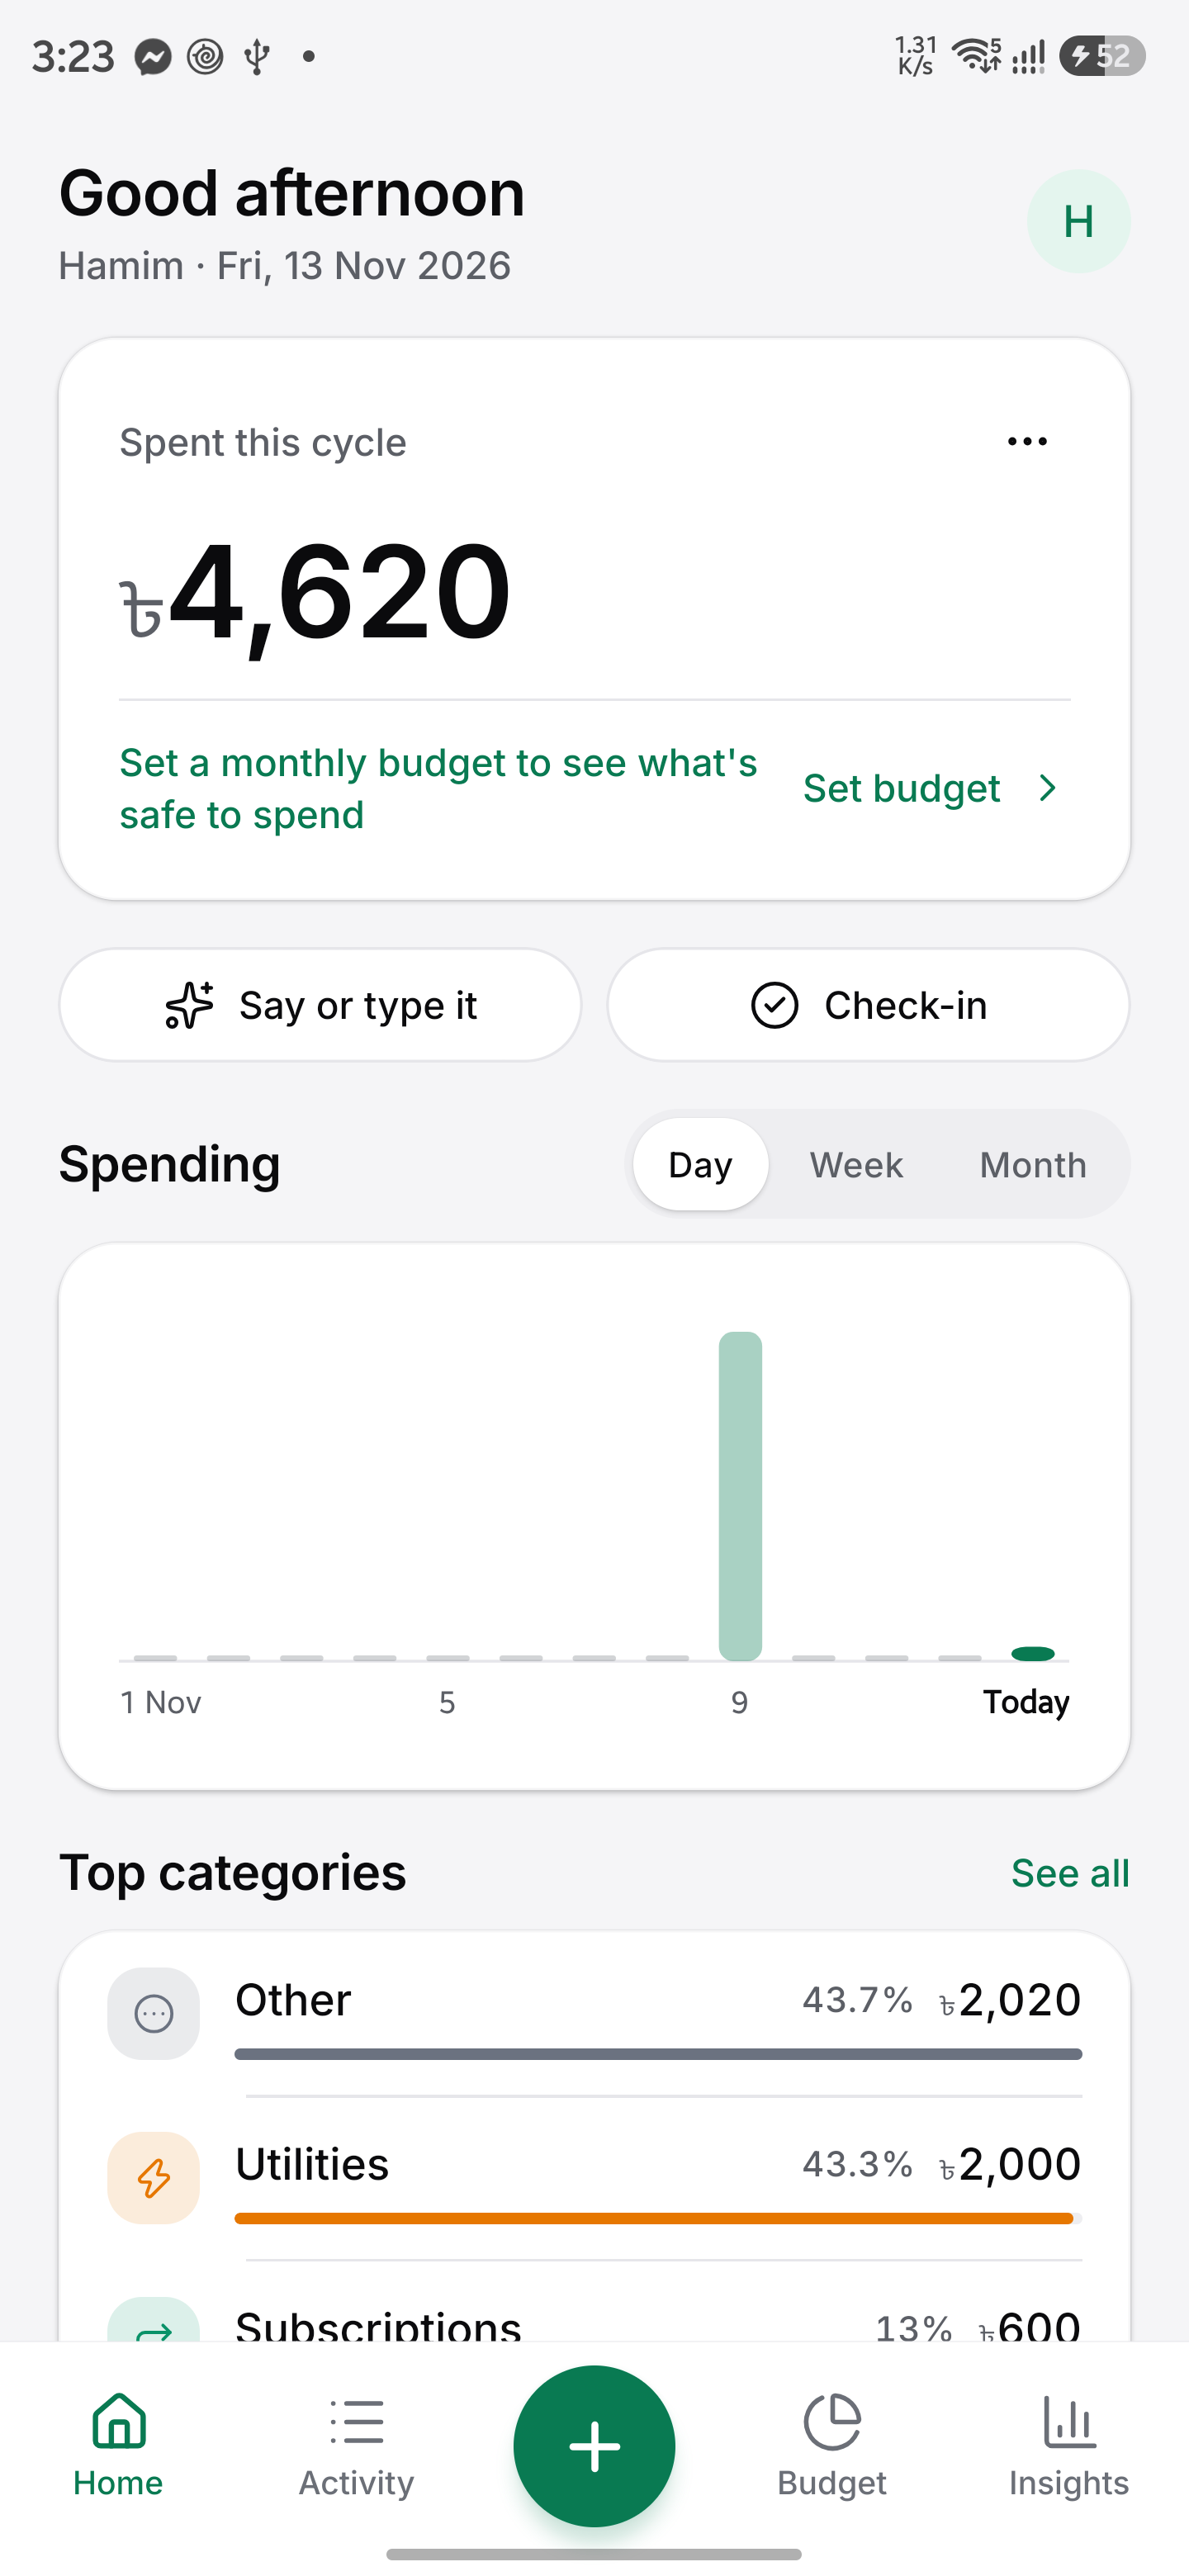 3:23
1.31
K/s
5
52
Good afternoon
Hamim · Fri, 13 Nov 2026
H
Spent this cycle
৳4,620
Set a monthly budget to see what's
safe to spend
Set budget
Say or type it
Check-in
Spending
Day
Week
Month
1 Nov
5
9
Today
Top categories
See all
Other
43.7%
৳2,020
Utilities
43.3%
৳2,000
Subscriptions
13%
৳600
Home
Activity
Budget
Insights